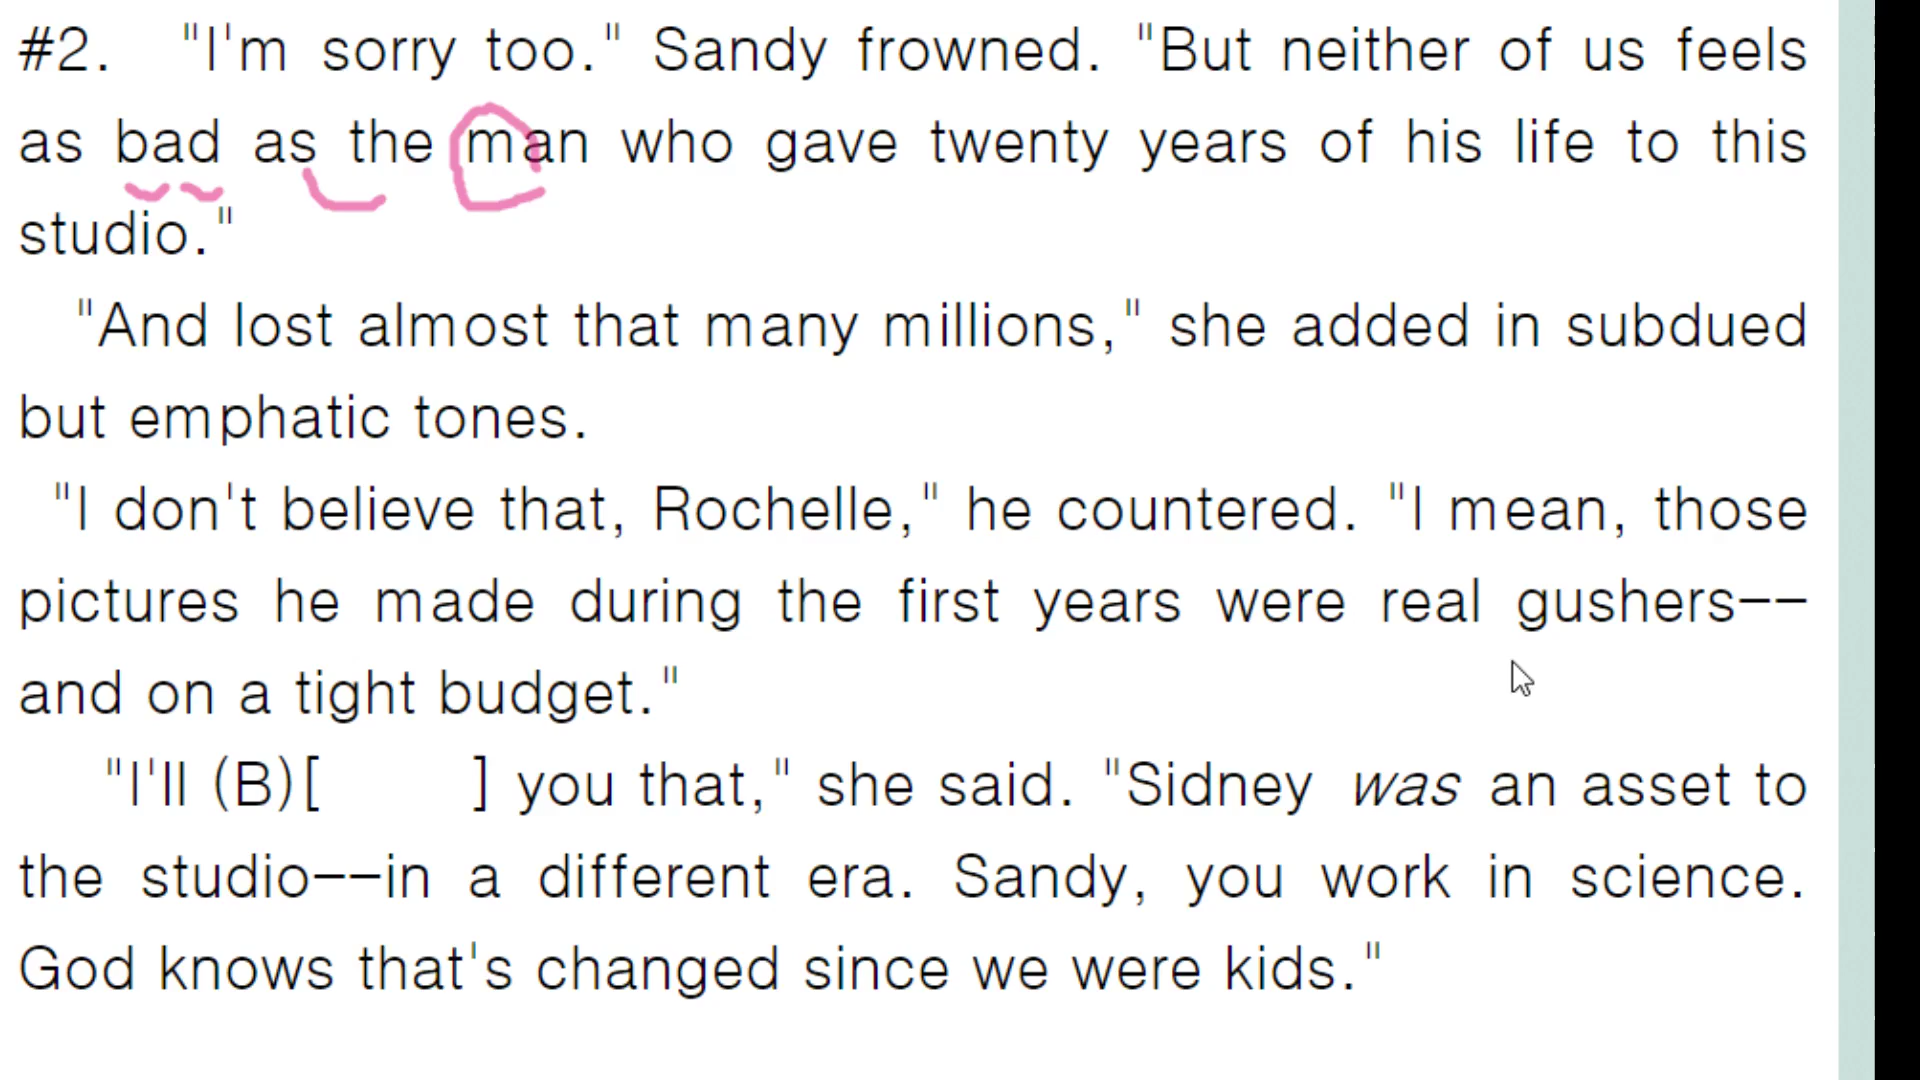 #2. "I'm sorry too." Sandy frowned. "But neither of us feels
as bad as the man who gave twenty years of his life to this
studio."
"And lost almost that many millions," she added in subdued
but emphatic tones.
"I don't believe that, Rochelle," he countered. "I mean, those
pictures he made during the first years were real gushers--
and on a tight budget."
"I'll (B)[ ] you that," she said. "Sidney was an asset to
the studio--in a different era. Sandy, you work in science.
God knows that's changed since we were kids."